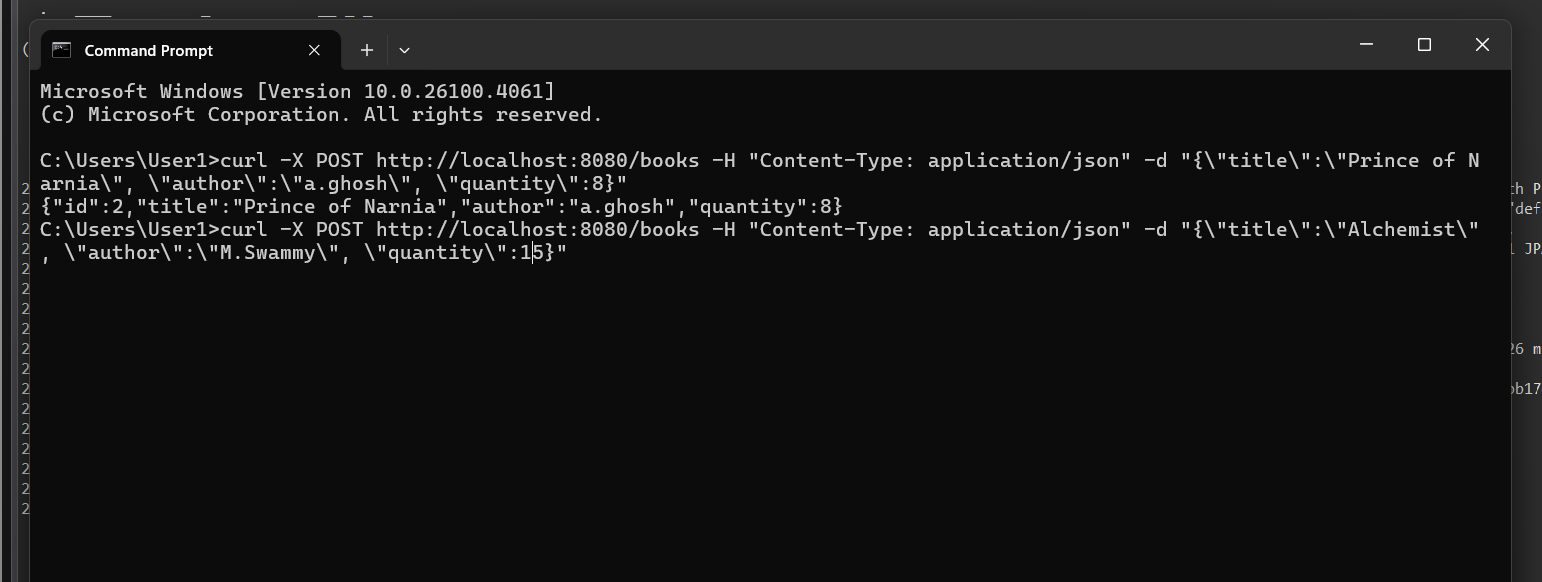 Command Prompt
Microsoft Windows [Version 10.0.26100.4061]
(c) Microsoft Corporation. All rights reserved.
C:\Users\User1>curl -X POST http://localhost:8080/books -H "Content-Type: application/json" -d "{\"title\":\"Prince of N
arnia\", \"author\":\"a.ghosh\", \"quantity\":8}"
{"id":2,"title":"Prince of Narnia","author":"a.ghosh","quantity":8}
C:\Users\User1>curl -X POST http://localhost:8080/books -H "Content-Type: application/json" -d "{\"title\":\"Alchemist\"
, \"author\":\"M.Swammy\", \"quantity\":15}"